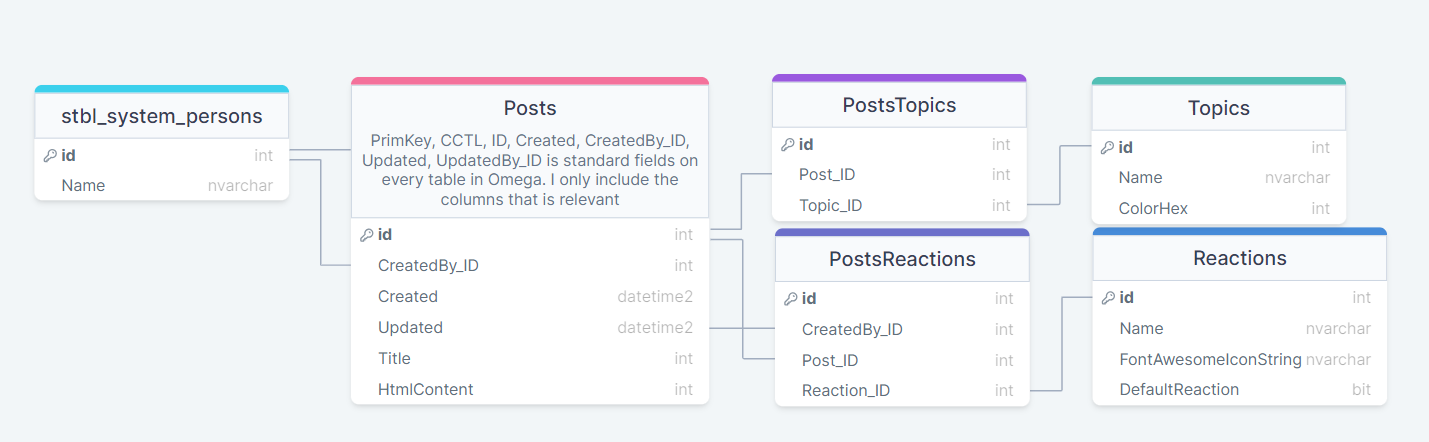 stbl_system_persons
id int
Name nvarchar
Posts
PrimKey, CCTL, ID, Created, CreatedBy_ID,
Updated, UpdatedBy_ID is standard fields on
every table in Omega. I only include the
columns that is relevant
id int
CreatedBy_ID int
Created datetime2
Updated datetime2
Title int
HtmlContent int
PostsTopics
id int
Post_ID int
Topic_ID int
PostsReactions
id int
CreatedBy_ID int
Post_ID int
Reaction_ID int
Topics
id int
Name nvarchar
ColorHex int
Reactions
id int
Name nvarchar
FontAwesomeIconString nvarchar
DefaultReaction bit